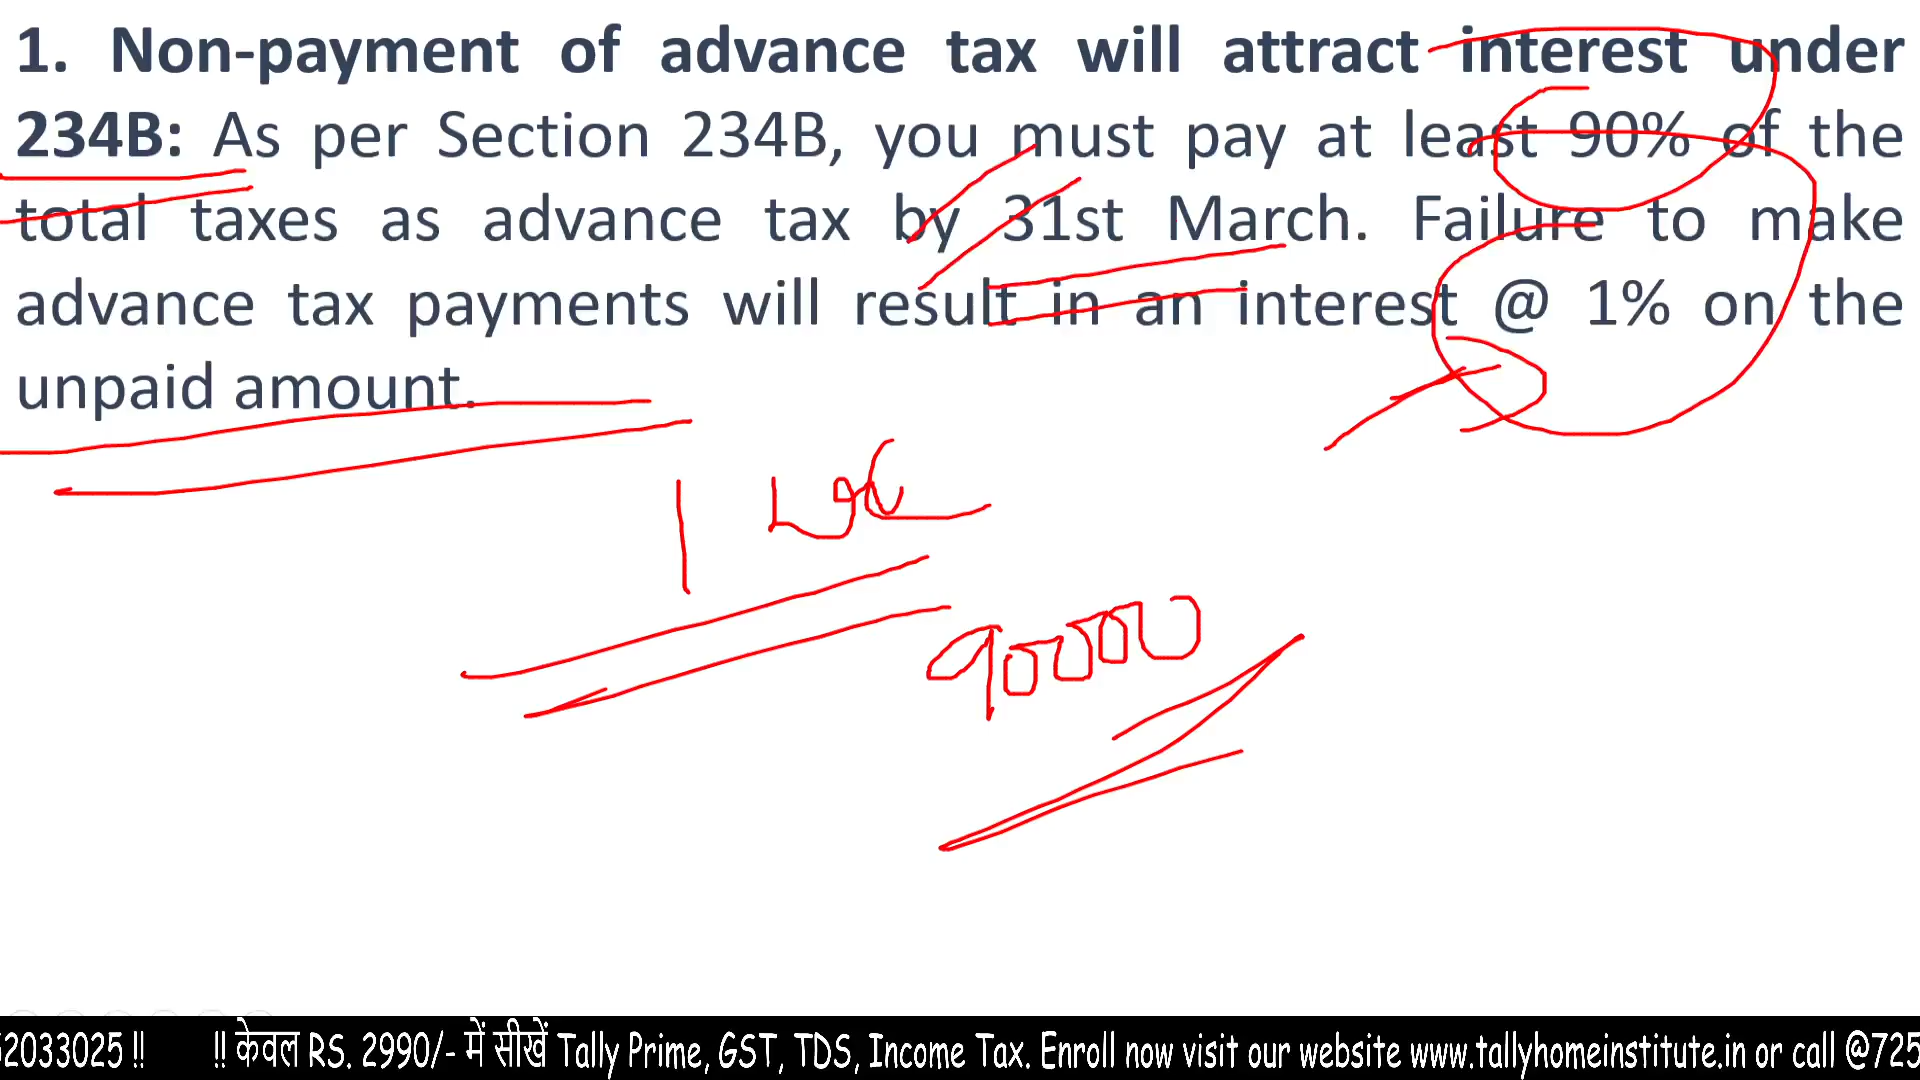 1. Non-payment of advance tax will attract interest under
234B: As per Section 234B, you must pay at least 90% of the
total taxes as advance tax by 31st March. Failure to make
advance tax payments will result in an interest @ 1% on the
unpaid amount.
1 Lac
90000
52033025 !! !! केवल RS. 2990/- में सीखें Tally Prime, GST, TDS, Income Tax. Enroll now visit our website www.tallyhomeinstitute.in or call @725